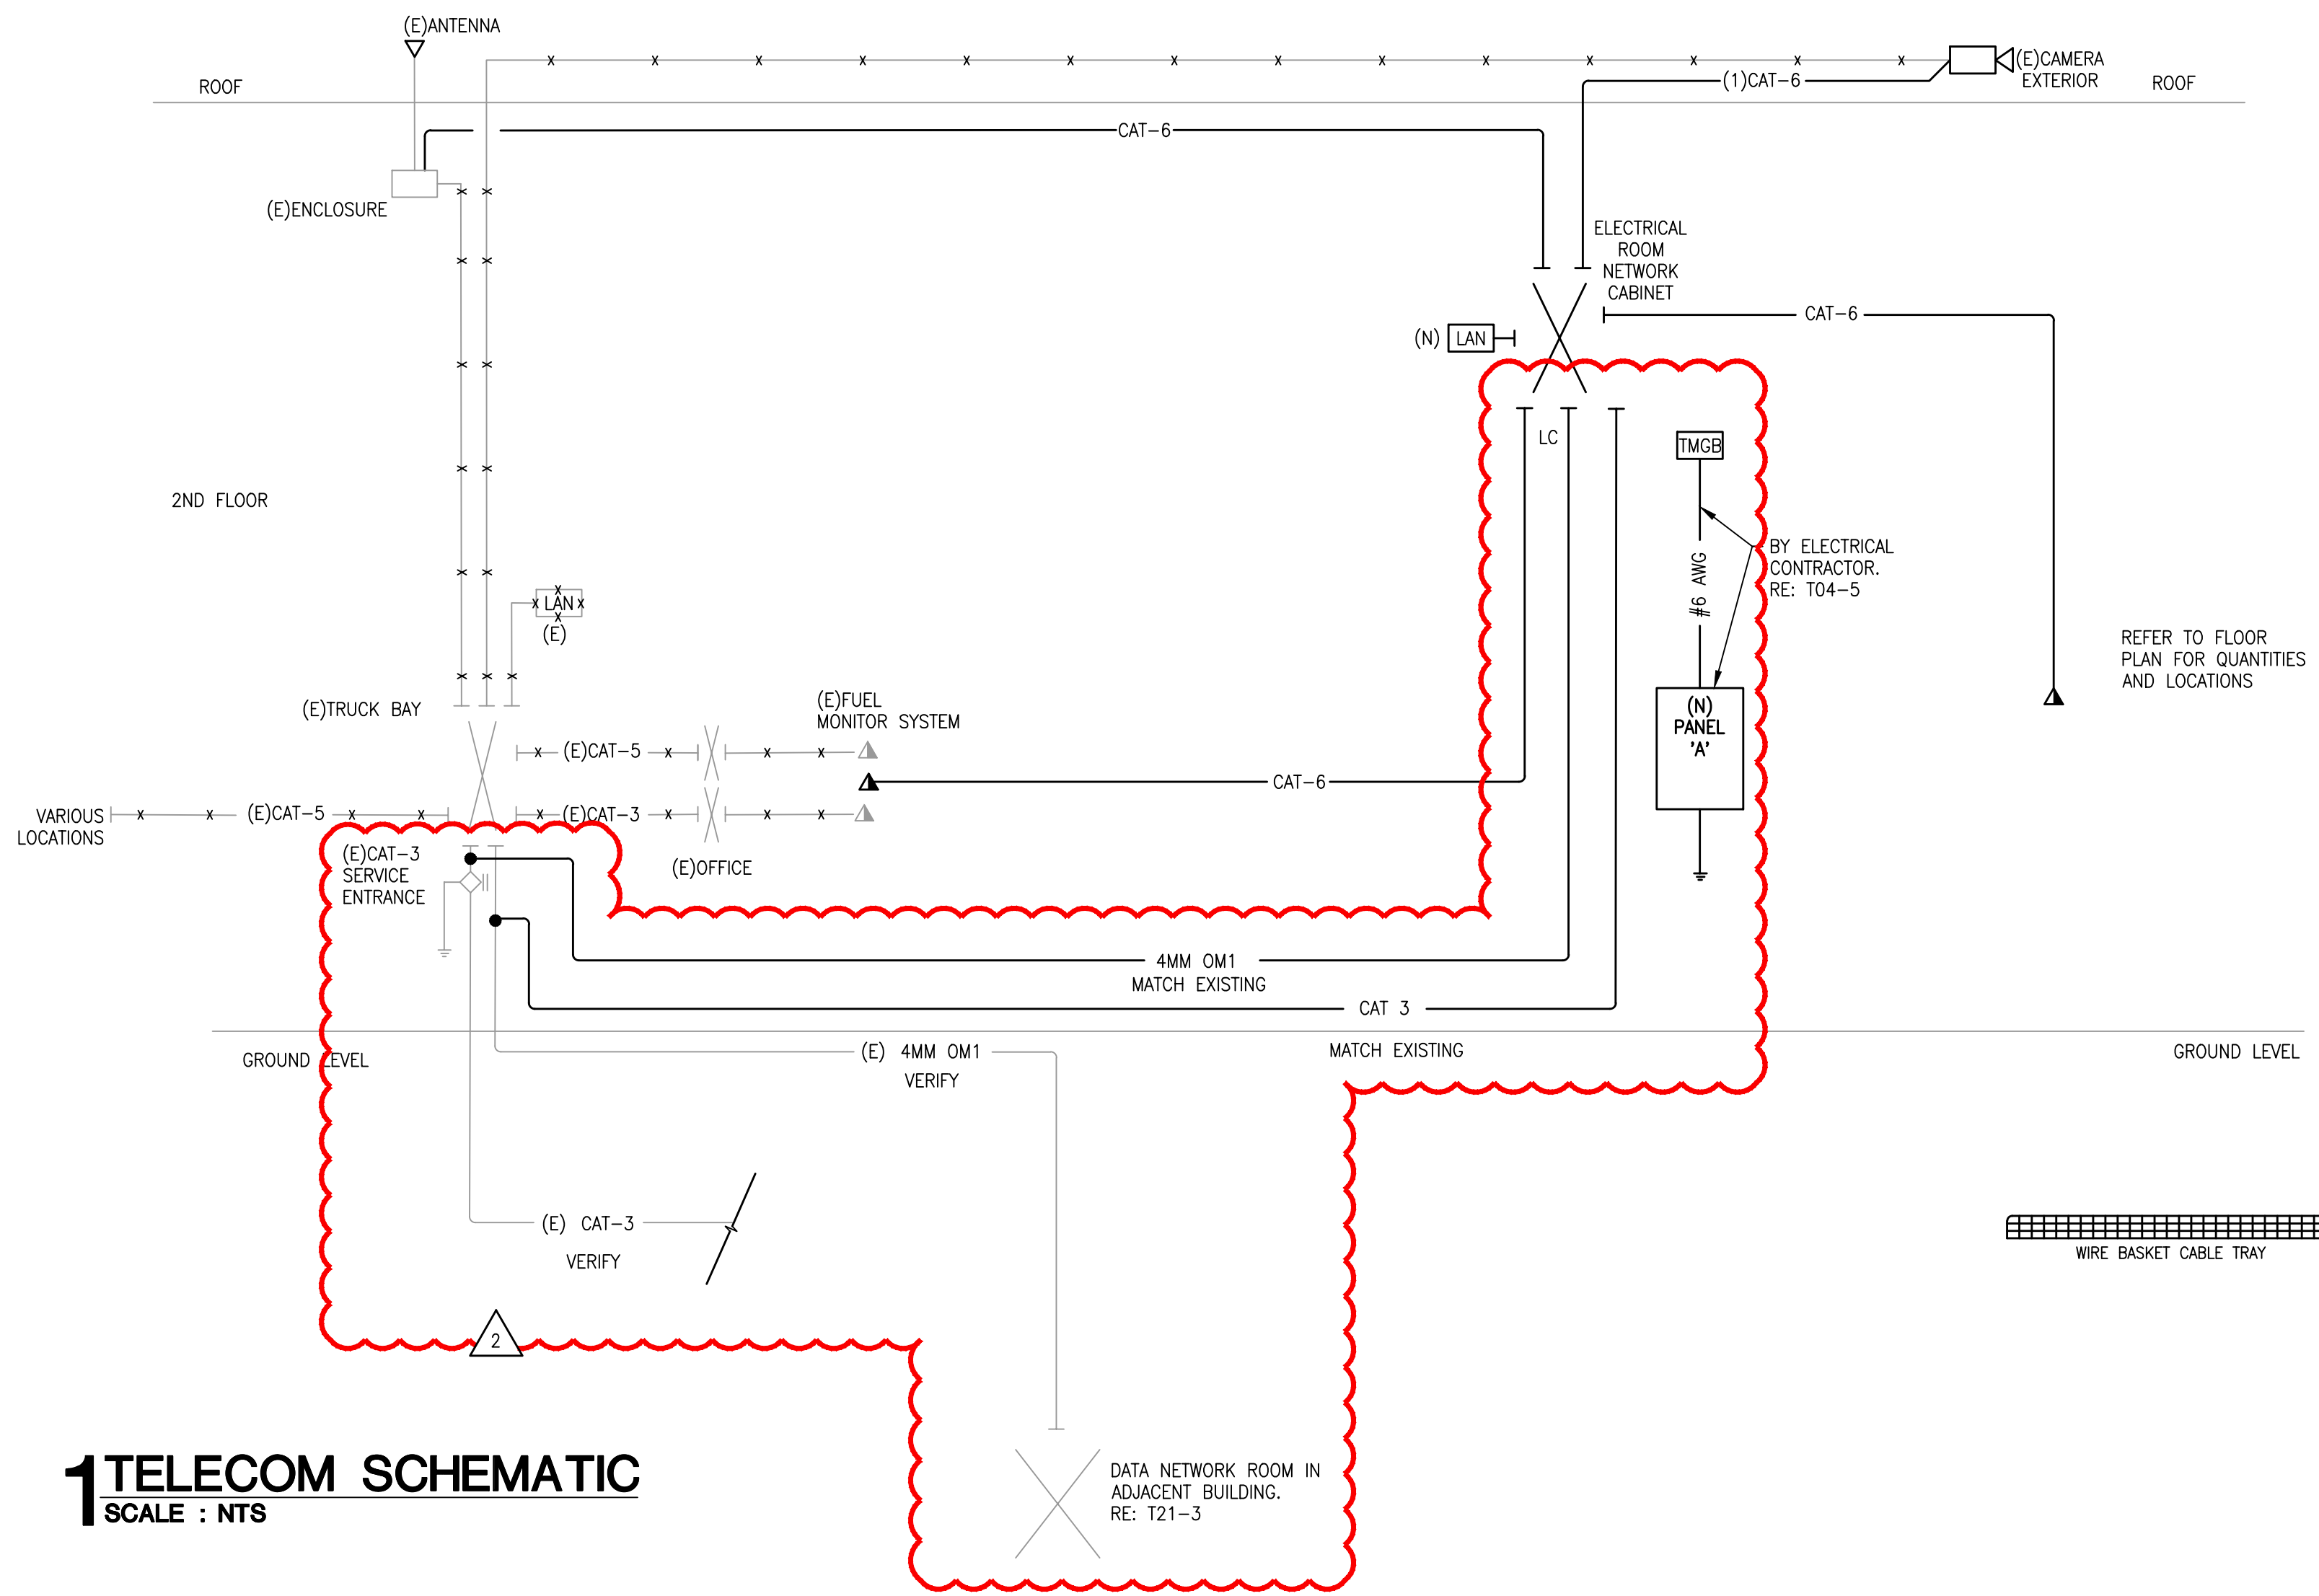 (E)ANTENNA
(E)CAMERA
EXTERIOR
(1)CAT-6
ROOF
ROOF
CAT-6
(E)ENCLOSURE
ELECTRICAL
ROOM
NETWORK
CABINET
CAT-6
(N) LAN
LC
TMGB
2ND FLOOR
BY ELECTRICAL
CONTRACTOR.
RE: T04-5
#6 AWG
LAN
(E)
REFER TO FLOOR
PLAN FOR QUANTITIES
AND LOCATIONS
(E)TRUCK BAY
(E)FUEL
MONITOR SYSTEM
(N)
PANEL
'A'
(E)CAT-5
CAT-6
VARIOUS
LOCATIONS
(E)CAT-5
(E)CAT-3
(E)CAT-3
SERVICE
ENTRANCE
(E)OFFICE
4MM OM1
MATCH EXISTING
CAT 3
MATCH EXISTING
GROUND LEVEL
(E) 4MM OM1
VERIFY
GROUND LEVEL
(E) CAT-3
VERIFY
WIRE BASKET CABLE TRAY
2
DATA NETWORK ROOM IN
ADJACENT BUILDING.
RE: T21-3
1 TELECOM SCHEMATIC
SCALE : NTS